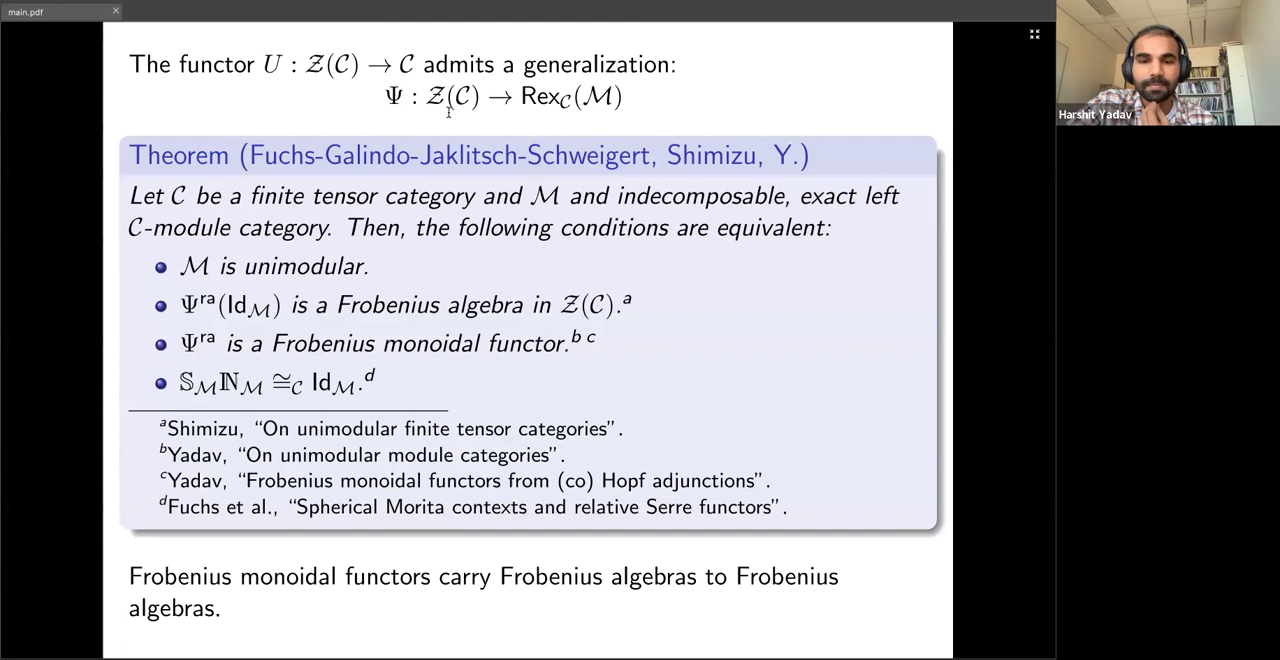 main.pdf
The functor U : Z(C) → C admits a generalization:
Ψ : Z(C) → Rex_C(M)
Theorem (Fuchs-Galindo-Jaklitsch-Schweigert, Shimizu, Y.)
Let C be a finite tensor category and M and indecomposable, exact left
C-module category. Then, the following conditions are equivalent:
M is unimodular.
Ψ^ra(Id_M) is a Frobenius algebra in Z(C).^a
Ψ^ra is a Frobenius monoidal functor.^b c
𝕊_M ℕ_M ≅_C Id_M.^d
^aShimizu, “On unimodular finite tensor categories”.
^bYadav, “On unimodular module categories”.
^cYadav, “Frobenius monoidal functors from (co) Hopf adjunctions”.
^dFuchs et al., “Spherical Morita contexts and relative Serre functors”.
Frobenius monoidal functors carry Frobenius algebras to Frobenius
algebras.
Harshit Yadav